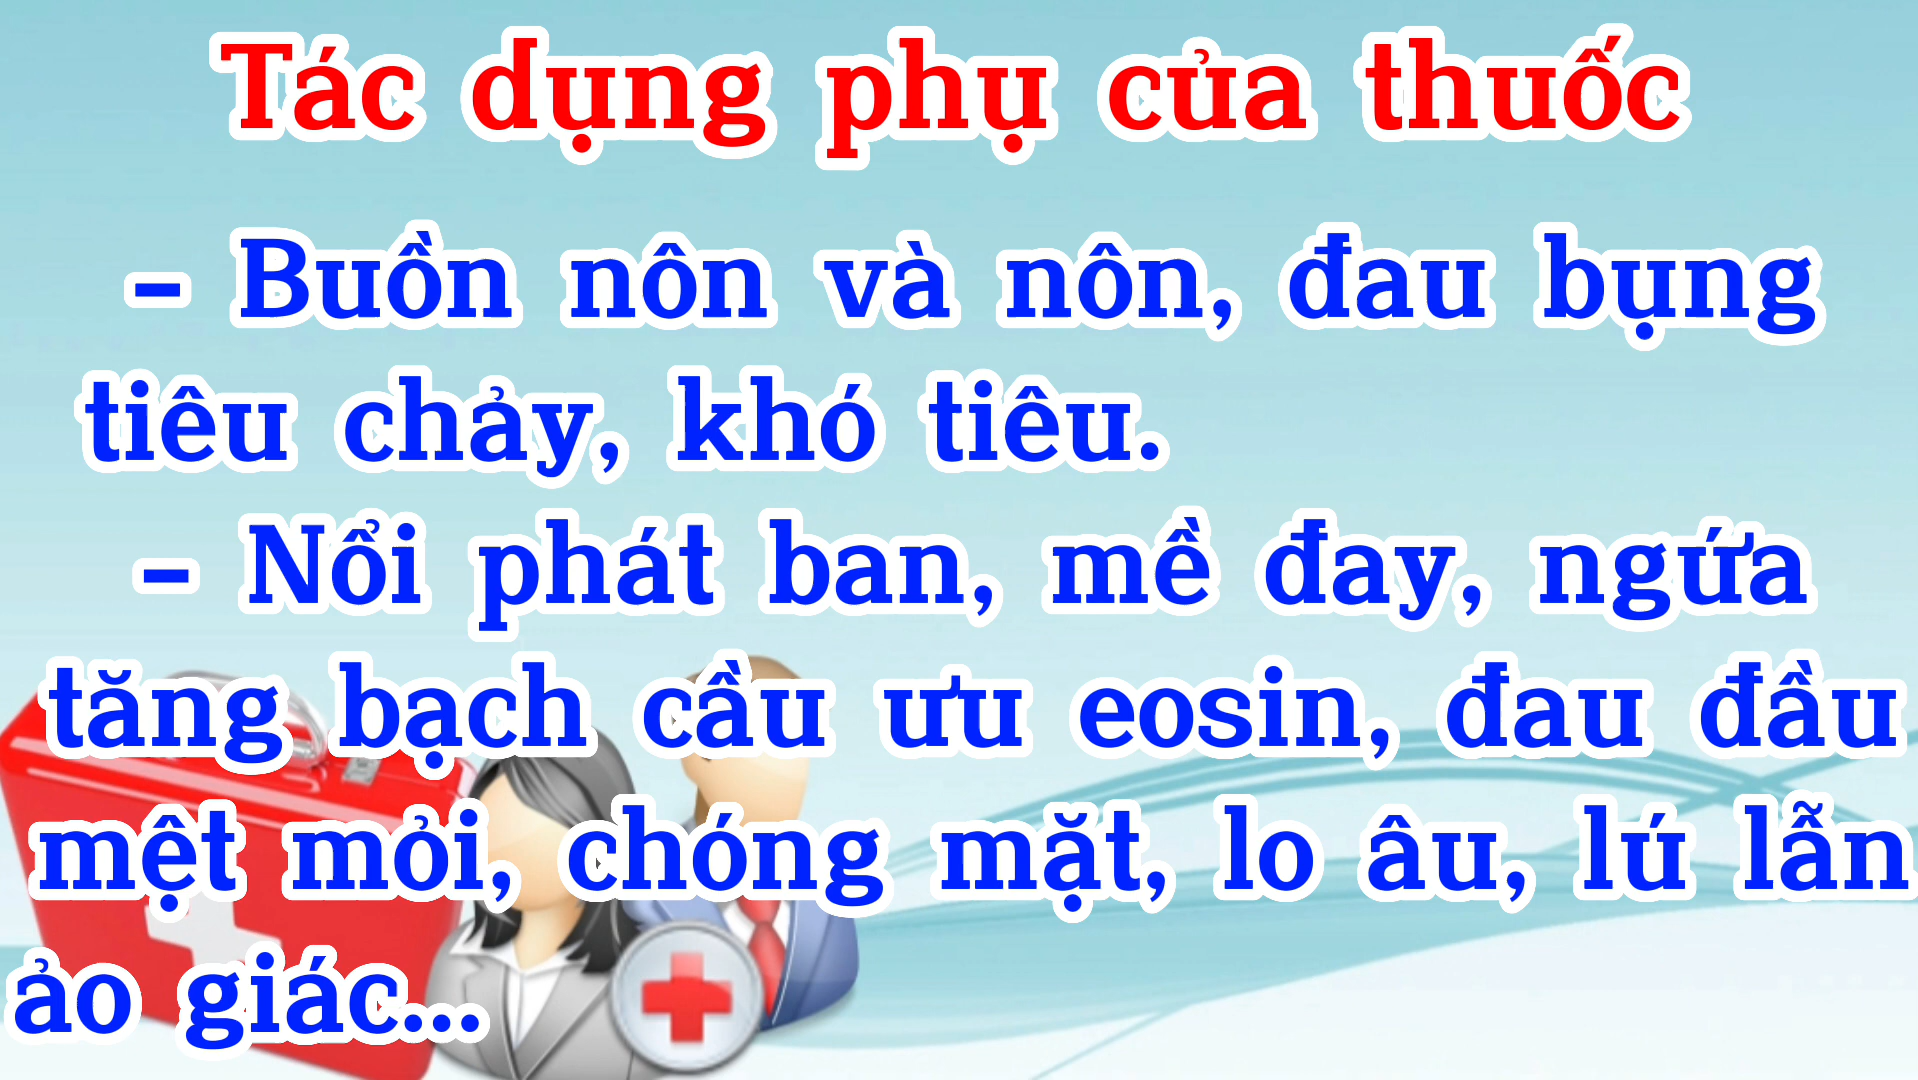 Tác dụng phụ của thuốc
– Buồn nôn và nôn, đau bụng
tiêu chảy, khó tiêu.
– Nổi phát ban, mề đay, ngứa
tăng bạch cầu ưu eosin, đau đầu
mệt mỏi, chóng mặt, lo âu, lú lẫn
ảo giác...